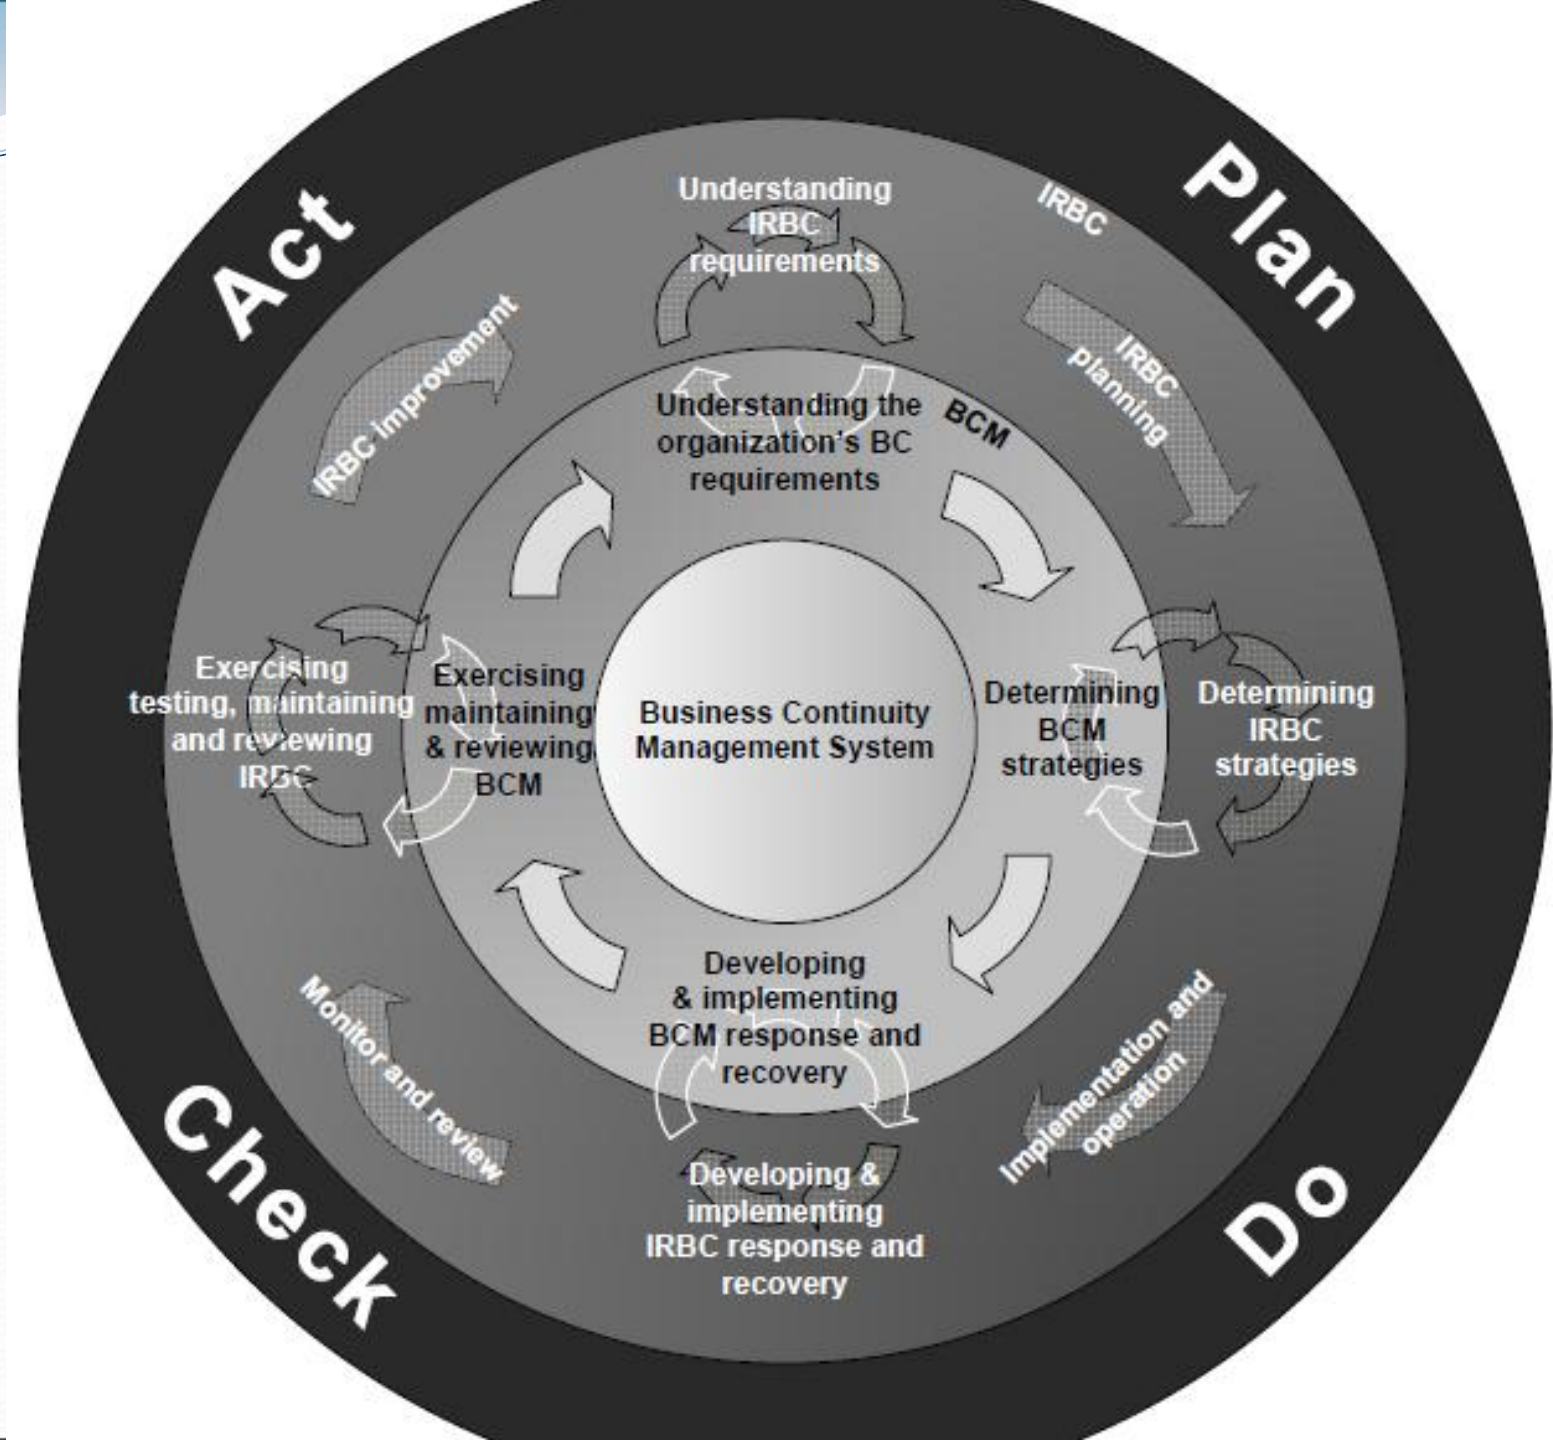 Act
Plan
Check
Do
IRBC
Understanding
IRBC
requirements
IRBC improvement
IRBC
planning
BCM
Understanding the
organization's BC
requirements
Exercising
testing, maintaining
and reviewing
IRBC
Exercising
maintaining
& reviewing
BCM
Business Continuity
Management System
Determining
BCM
strategies
Determining
IRBC
strategies
Developing
& implementing
BCM response and
recovery
Monitor and review
Implementation and
operation
Developing &
implementing
IRBC response and
recovery